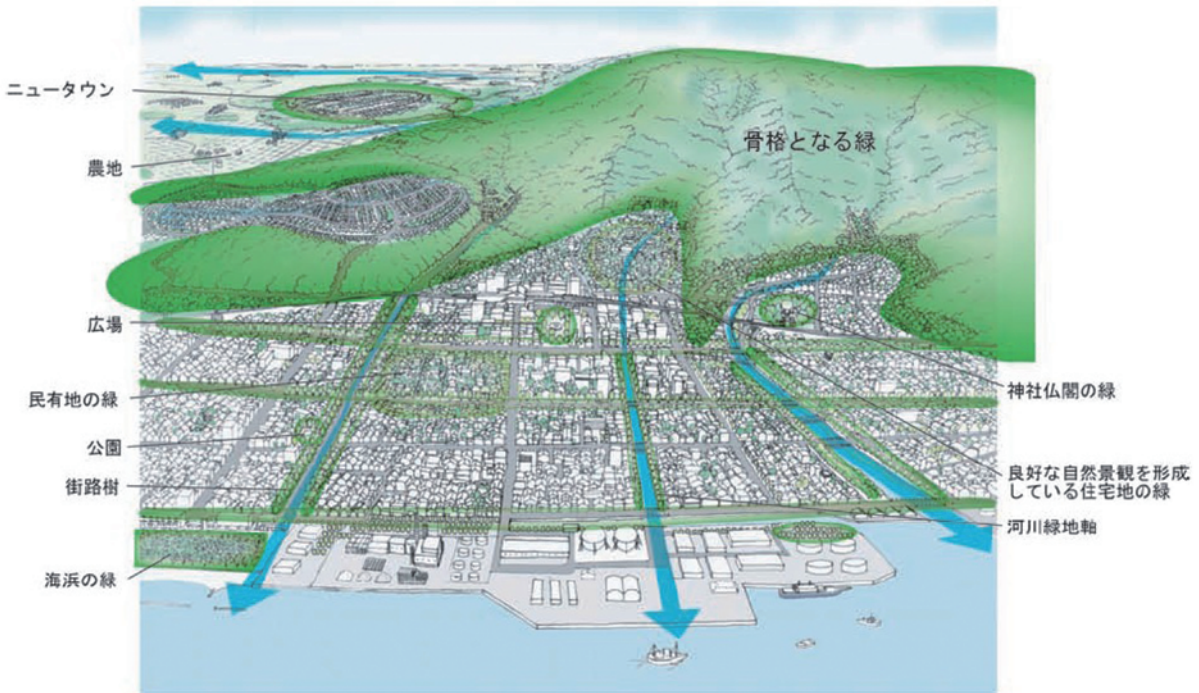 ニュータウン
農地
骨格となる緑
広場
民有地の緑
公園
街路樹
海浜の緑
神社仏閣の緑
良好な自然景観を形成
している住宅地の緑
河川緑地軸